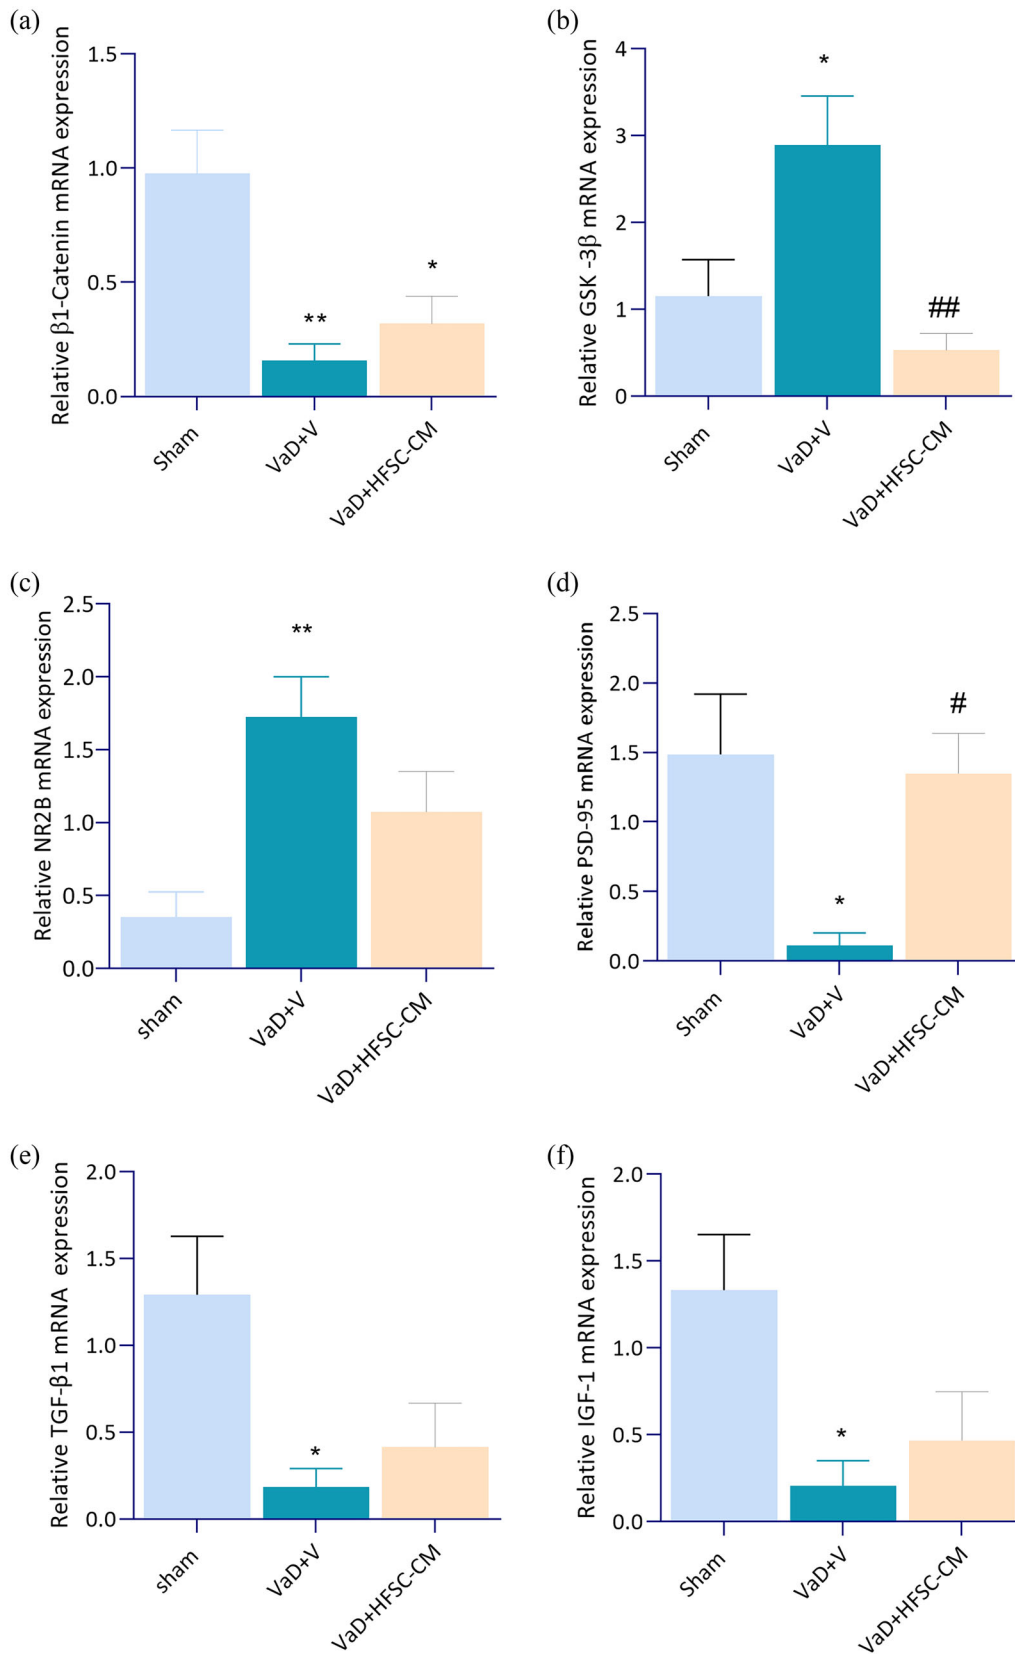 (a)
Relative β1-Catenin mRNA expression
1.5
1.0
0.5
0.0
**
*
Sham
VaD+V
VaD+HFSC-CM
(b)
Relative GSK -3β mRNA expression
4
3
2
1
0
*
##
Sham
VaD+V
VaD+HFSC-CM
(c)
Relative NR2B mRNA expression
2.5
2.0
1.5
1.0
0.5
0.0
**
sham
VaD+V
VaD+HFSC-CM
(d)
Relative PSD-95 mRNA expression
2.5
2.0
1.5
1.0
0.5
0.0
*
#
Sham
VaD+V
VaD+HFSC-CM
(e)
Relative TGF-β1 mRNA expression
2.0
1.5
1.0
0.5
0.0
*
sham
VaD+V
VaD+HFSC-CM
(f)
Relative IGF-1 mRNA expression
2.0
1.5
1.0
0.5
0.0
*
Sham
VaD+V
VaD+HFSC-CM